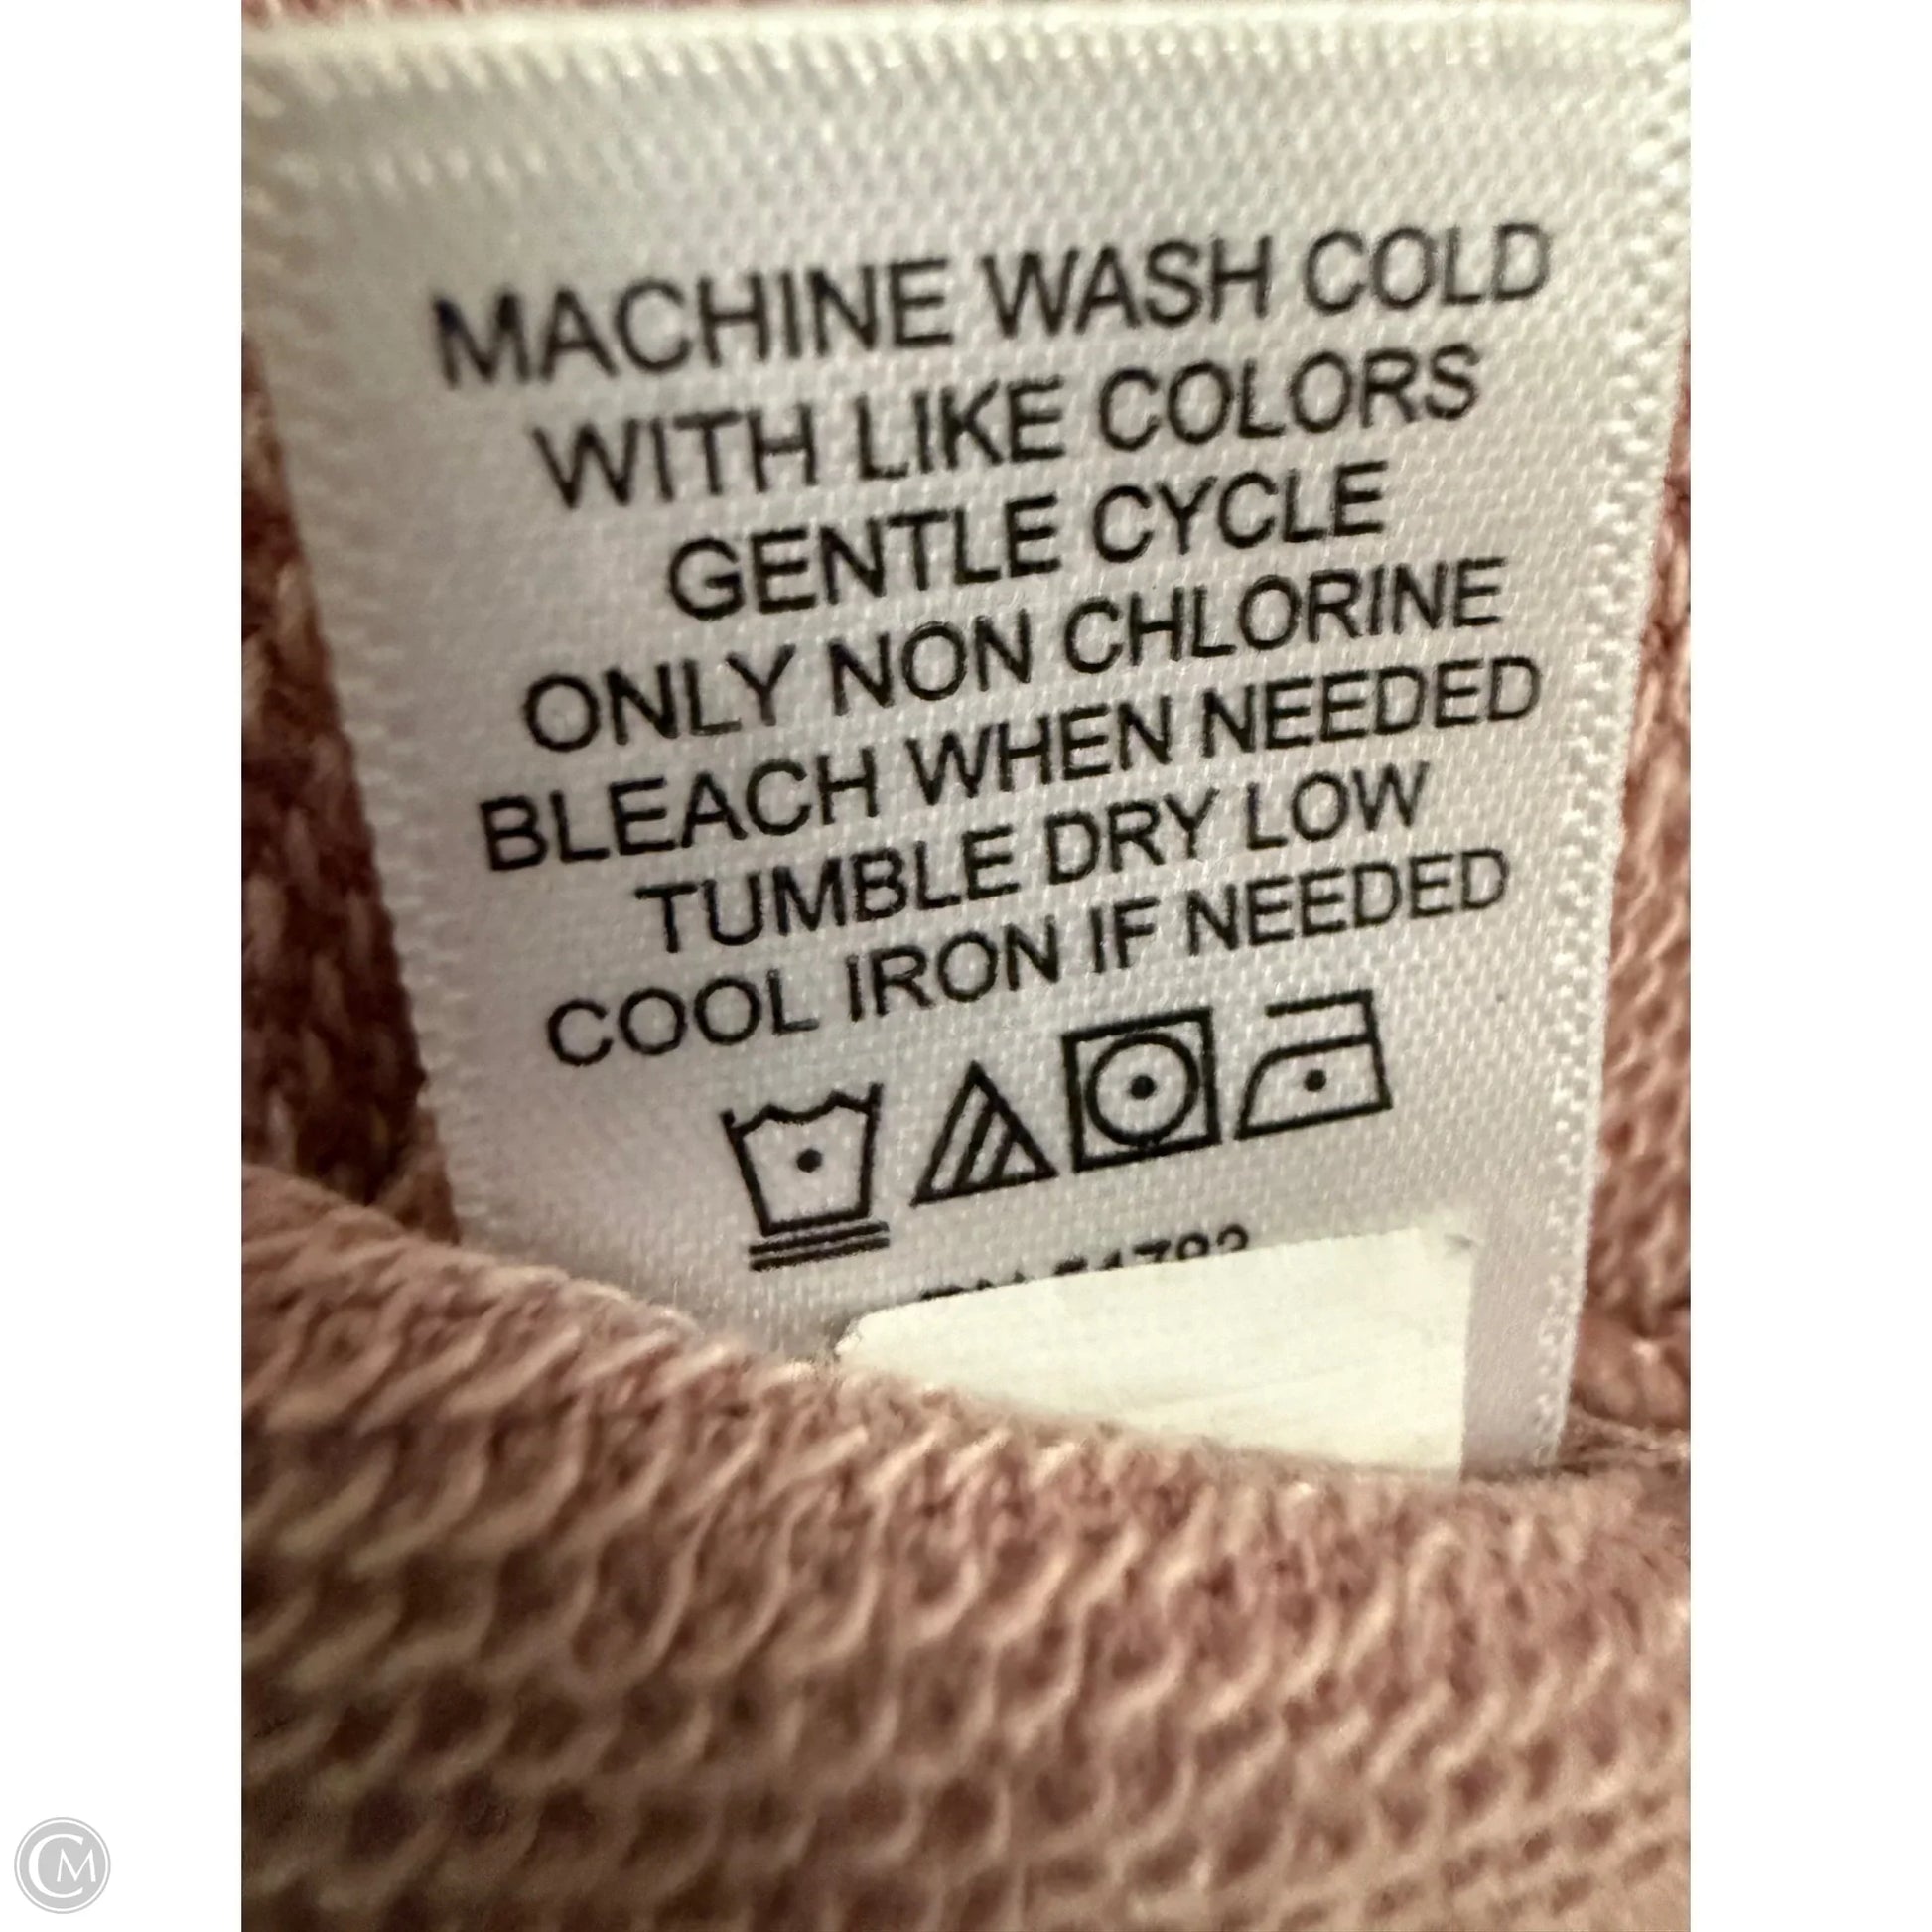 MACHINE WASH COLD
WITH LIKE COLORS
GENTLE CYCLE
ONLY NON CHLORINE
BLEACH WHEN NEEDED
TUMBLE DRY LOW
COOL IRON IF NEEDED
CM